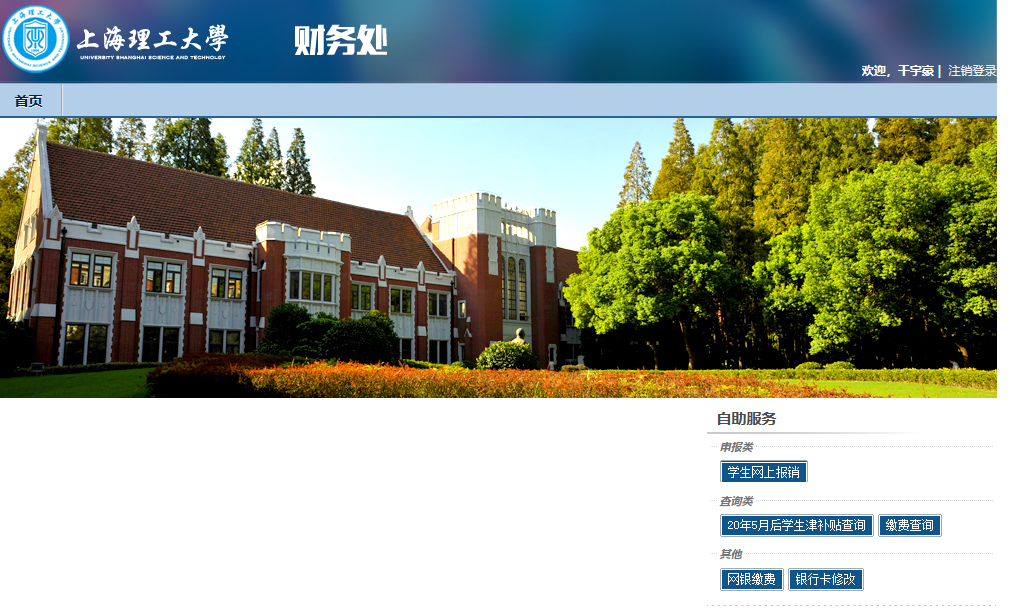 上海理工大學
UNIVERSITY SHANGHAI SCIENCE AND TECHNOLOGY
财务处
欢迎，干宇豪 | 注销登录
首页
自助服务
申报类
学生网上报销
查询类
20年5月后学生津补贴查询 缴费查询
其他
网银缴费 银行卡修改